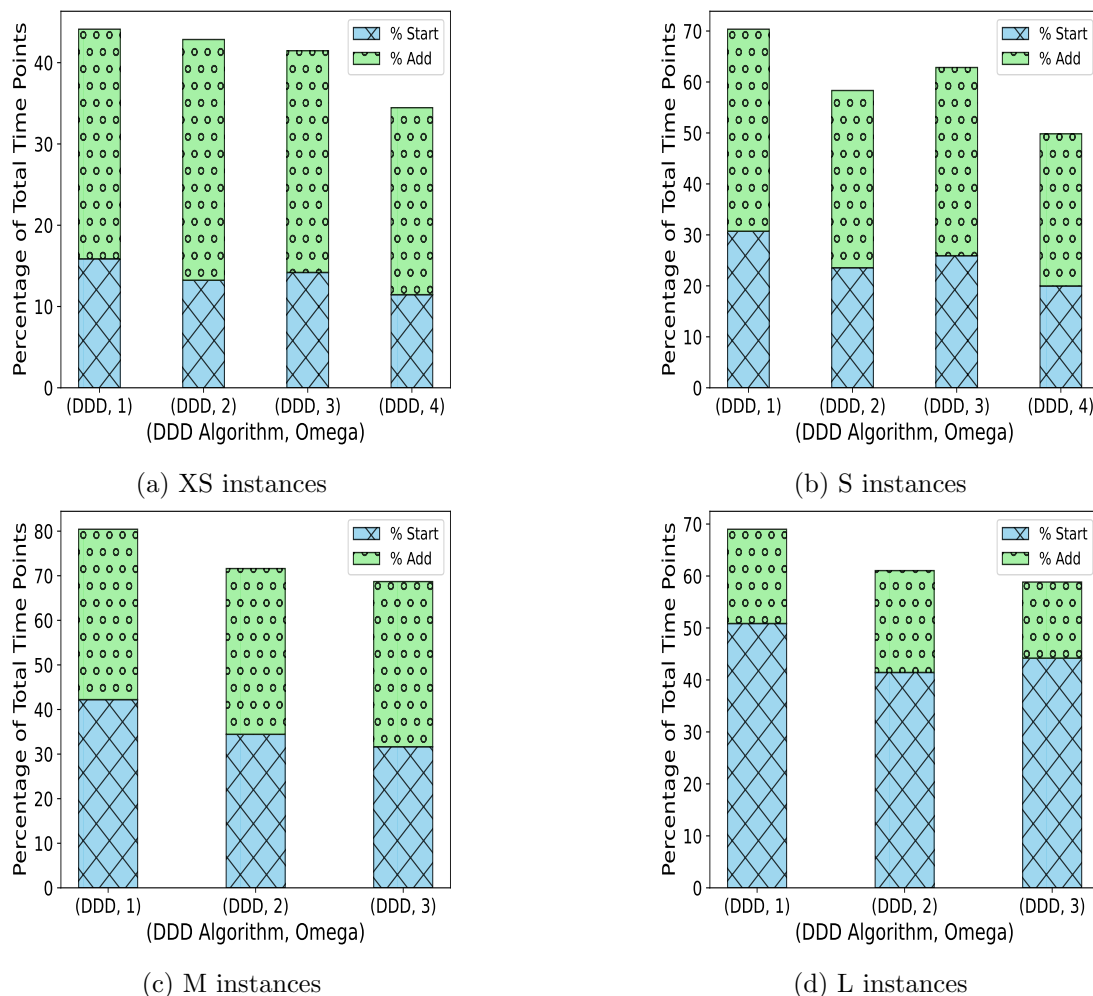 Percentage of Total Time Points
40
30
20
10
0
% Start
% Add
(DDD, 1) (DDD, 2) (DDD, 3) (DDD, 4)
(DDD Algorithm, Omega)
(a) XS instances
Percentage of Total Time Points
70
60
50
40
30
20
10
0
% Start
% Add
(DDD, 1) (DDD, 2) (DDD, 3) (DDD, 4)
(DDD Algorithm, Omega)
(b) S instances
Percentage of Total Time Points
80
70
60
50
40
30
20
10
0
% Start
% Add
(DDD, 1) (DDD, 2) (DDD, 3)
(DDD Algorithm, Omega)
(c) M instances
Percentage of Total Time Points
70
60
50
40
30
20
10
0
% Start
% Add
(DDD, 1) (DDD, 2) (DDD, 3)
(DDD Algorithm, Omega)
(d) L instances